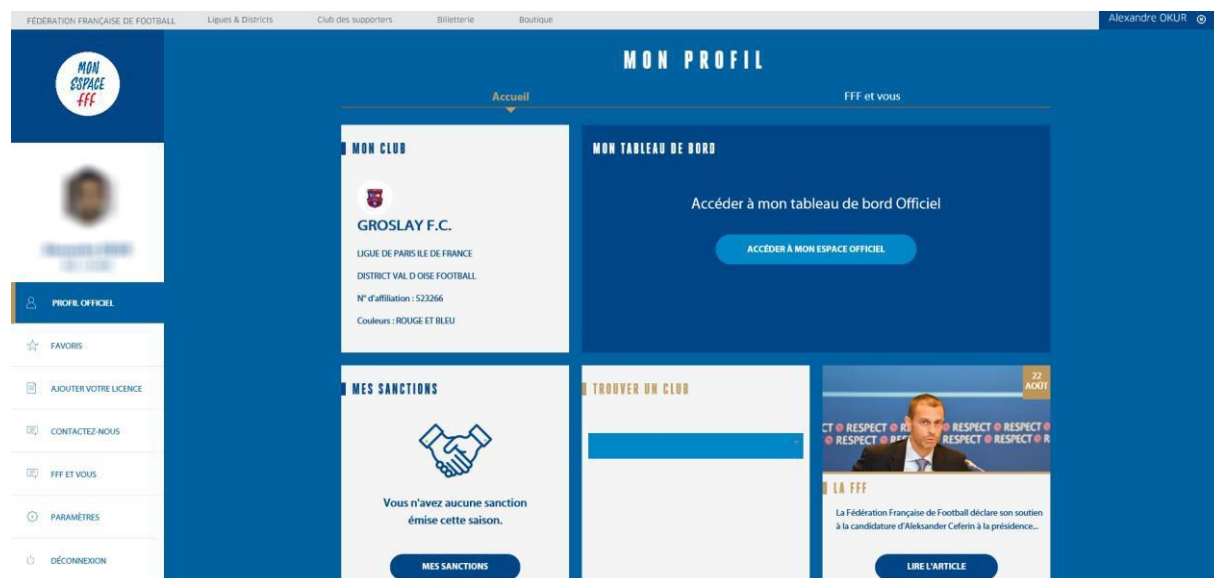 FÉDÉRATION FRANÇAISE DE FOOTBALL Ligues & Districts Club des supporters Billetterie Boutique Alexandre OKUR
MON
ESPACE
FFF
MON PROFIL
Accueil FFF et vous
PROFIL OFFICIEL
FAVORIS
AJOUTER VOTRE LICENCE
CONTACTEZ-NOUS
FFF ET VOUS
PARAMÈTRES
DÉCONNEXION
MON CLUB
GROSLAY F.C.
LIGUE DE PARIS ILE DE FRANCE
DISTRICT VAL D OISE FOOTBALL
N° d'affiliation : 523266
Couleurs : ROUGE ET BLEU
MON TABLEAU DE BORD
Accéder à mon tableau de bord Officiel
ACCÉDER À MON ESPACE OFFICIEL
MES SANCTIONS
Vous n'avez aucune sanction
émise cette saison.
MES SANCTIONS
TROUVER UN CLUB
22
AOÛT
RESPECT RESPECT RESPECT
RESPECT RESPECT RESPECT
LA FFF
La Fédération Française de Football déclare son soutien
à la candidature d'Aleksander Ceferin à la présidence...
LIRE L'ARTICLE